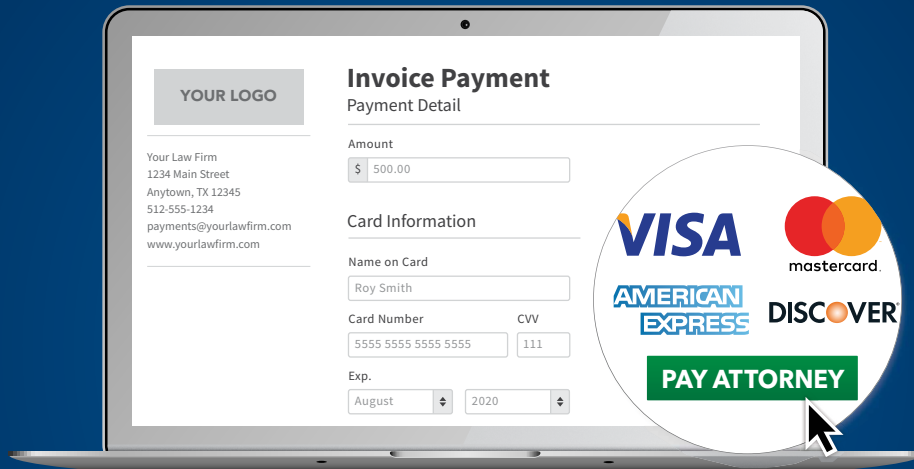 YOUR LOGO
Your Law Firm
1234 Main Street
Anytown, TX 12345
512-555-1234
payments@yourlawfirm.com
www.yourlawfirm.com
Invoice Payment
Payment Detail
Amount
$ 500.00
Card Information
Name on Card
Roy Smith
Card Number CVV
5555 5555 5555 5555 111
Exp.
August 2020
VISA
mastercard.
AMERICAN
EXPRESS
DISCOVER
PAY ATTORNEY